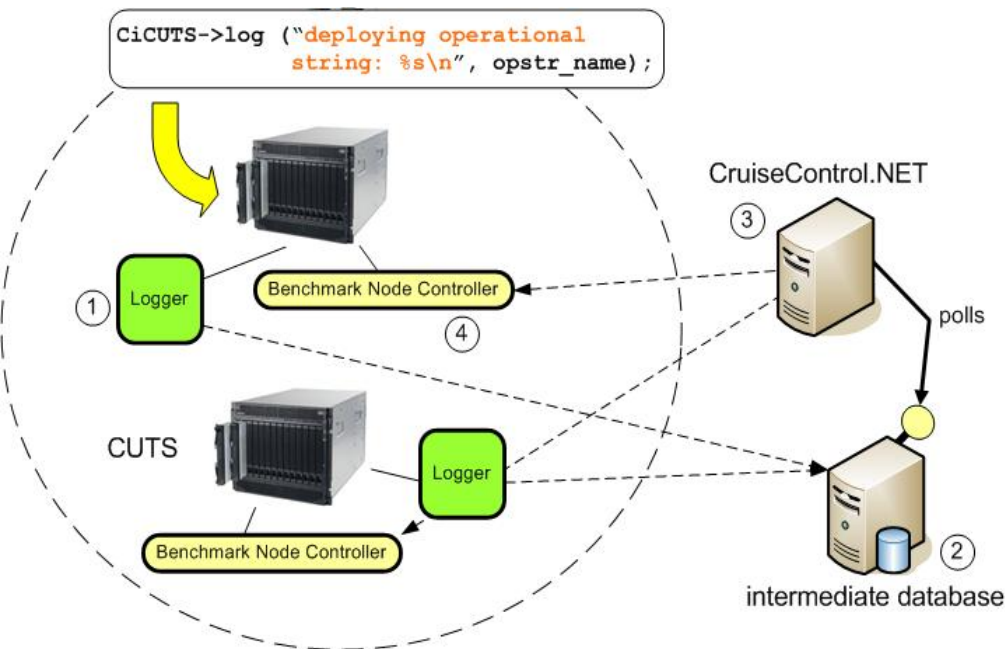 CiCUTS->log (“deploying operational
string: %s\n”, opstr_name);
CruiseControl.NET
3
Logger
1
Benchmark Node Controller
4
polls
CUTS
Logger
Benchmark Node Controller
2
intermediate database